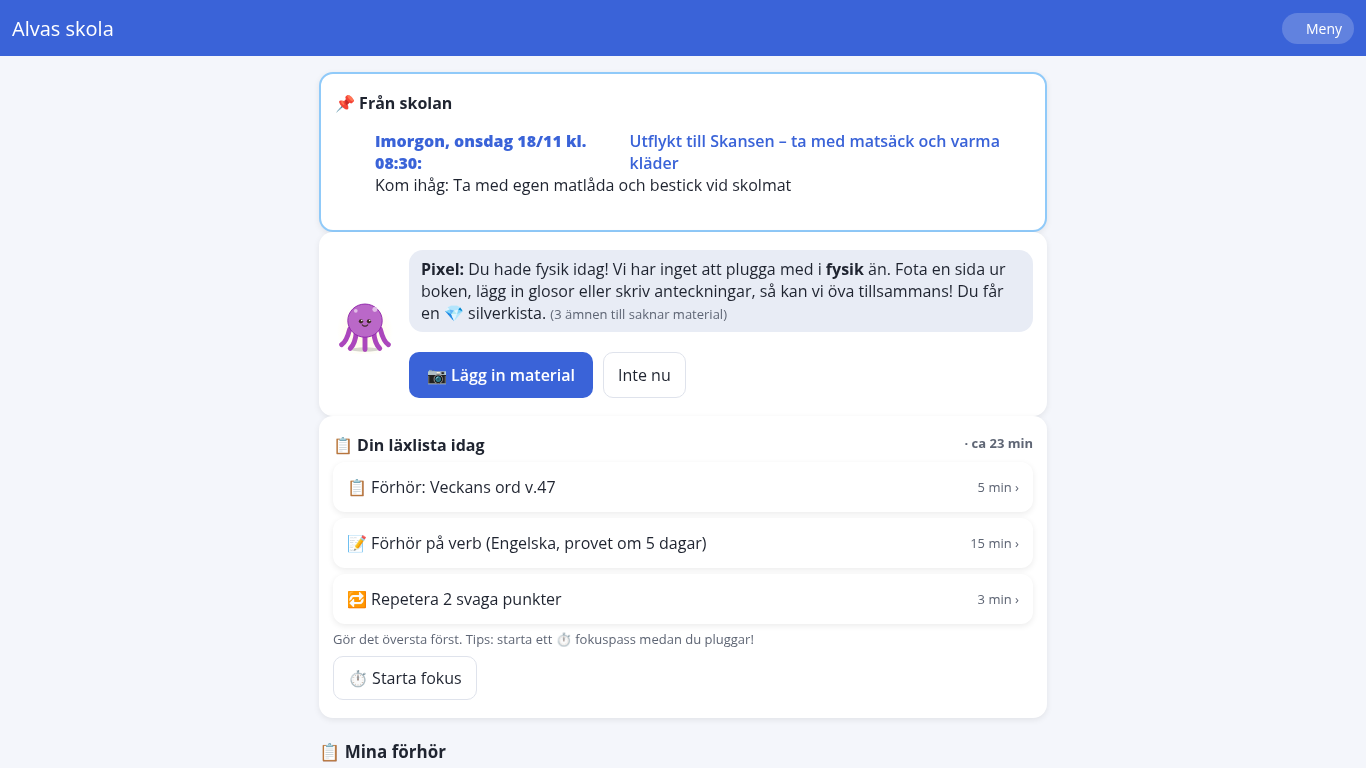 Alvas skola
Meny
📌 Från skolan
Imorgon, onsdag 18/11 kl. 08:30:
Utflykt till Skansen – ta med matsäck och varma kläder
Kom ihåg: Ta med egen matlåda och bestick vid skolmat
Pixel: Du hade fysik idag! Vi har inget att plugga med i fysik än. Fota en sida ur
boken, lägg in glosor eller skriv anteckningar, så kan vi öva tillsammans! Du får
en 💎 silverkista. (3 ämnen till saknar material)
📷 Lägg in material
Inte nu
📋 Din läxlista idag
· ca 23 min
📋 Förhör: Veckans ord v.47
5 min ›
📝 Förhör på verb (Engelska, provet om 5 dagar)
15 min ›
🔁 Repetera 2 svaga punkter
3 min ›
Gör det översta först. Tips: starta ett ⏱️ fokuspass medan du pluggar!
⏱️ Starta fokus
📋 Mina förhör